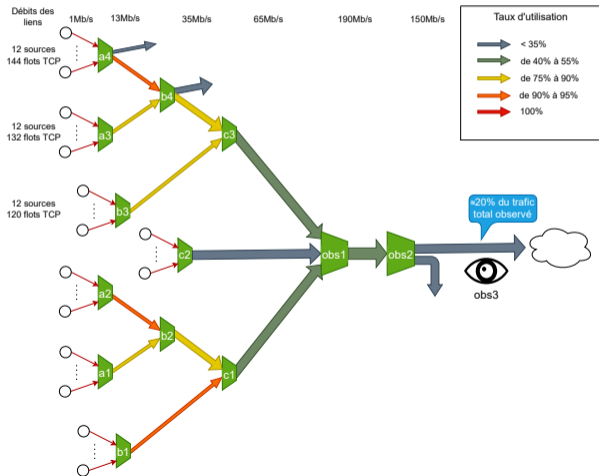 Débits des
liens
1Mb/s
13Mb/s
35Mb/s
65Mb/s
190Mb/s
150Mb/s
Taux d'utilisation
< 35%
de 40% à 55%
de 75% à 90%
de 90% à 95%
100%
12 sources
144 flots TCP
a4
b4
12 sources
132 flots TCP
a3
c3
12 sources
120 flots TCP
b3
≈20% du trafic
total observé
c2
obs1
obs2
obs3
a2
b2
a1
c1
b1